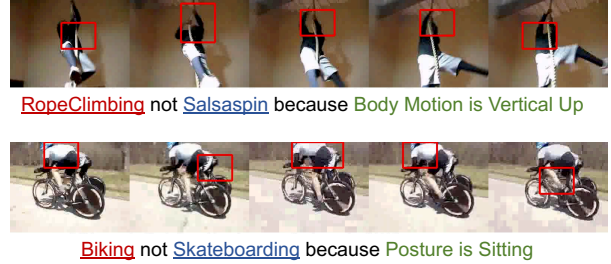 RopeClimbing not Salsaspin because Body Motion is Vertical Up
Biking not Skateboarding because Posture is Sitting